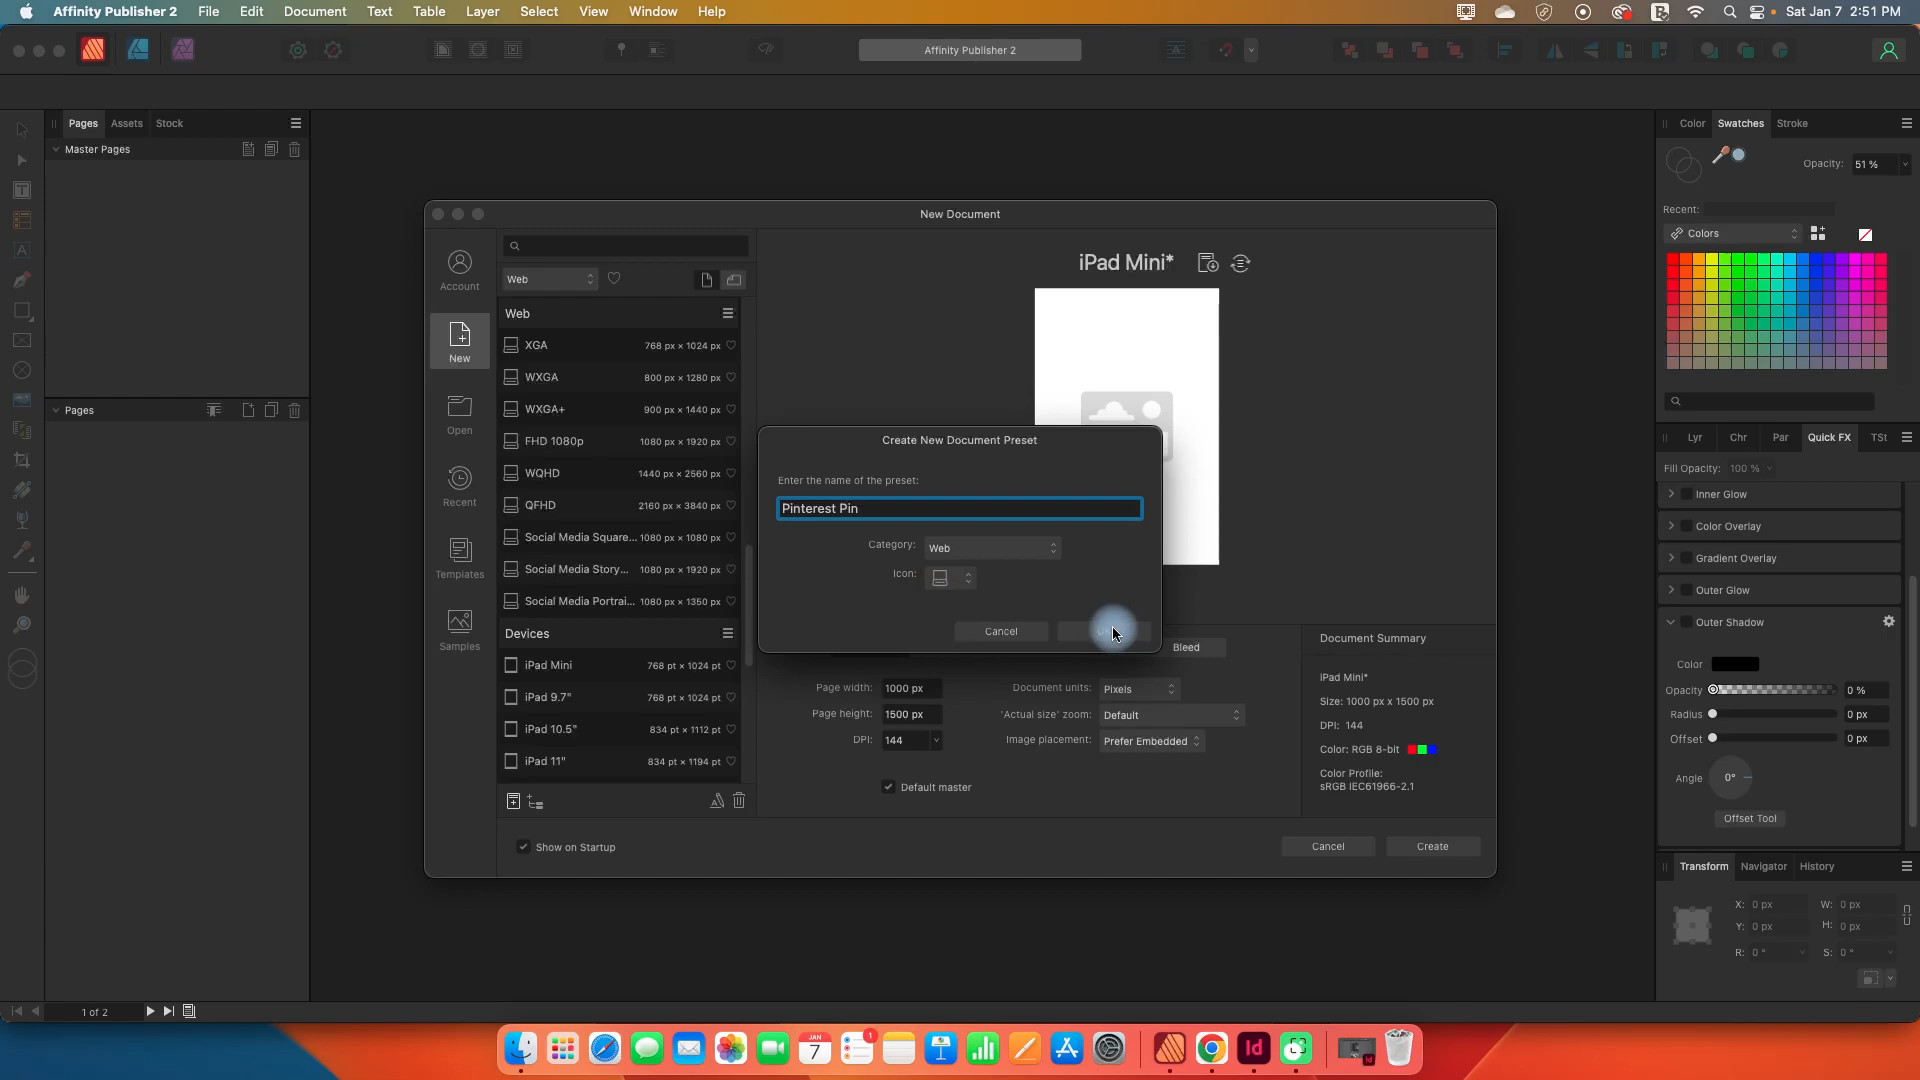 Affinity Publisher 2 File Edit Document Text Table Layer Select View Window Help Sat Jan 7 2:51 PM
Affinity Publisher 2
Pages Assets Stock
Master Pages
Pages
1 of 2
New Document
Account
New
Open
Recent
Templates
Samples
Web
Web
XGA 768 px × 1024 px
WXGA 800 px × 1280 px
WXGA+ 900 px × 1440 px
FHD 1080p 1080 px × 1920 px
WQHD 1440 px × 2560 px
QFHD 2160 px × 3840 px
Social Media Square... 1080 px × 1080 px
Social Media Story... 1080 px × 1920 px
Social Media Portrai... 1080 px × 1350 px
Devices
iPad Mini 768 pt × 1024 pt
iPad 9.7" 768 pt × 1024 pt
iPad 10.5" 834 pt × 1112 pt
iPad 11" 834 pt × 1194 pt
Show on Startup
iPad Mini*
Create New Document Preset
Enter the name of the preset:
Pinterest Pin
Category: Web
Icon:
Cancel
Bleed
Page width: 1000 px
Page height: 1500 px
DPI: 144
Document units: Pixels
'Actual size' zoom: Default
Image placement: Prefer Embedded
Default master
Document Summary
iPad Mini*
Size: 1000 px x 1500 px
DPI: 144
Color: RGB 8-bit
Color Profile:
sRGB IEC61966-2.1
Cancel Create
Color Swatches Stroke
Opacity: 51 %
Recent:
Colors
Lyr Chr Par Quick FX TSt
Fill Opacity: 100 %
Inner Glow
Color Overlay
Gradient Overlay
Outer Glow
Outer Shadow
Color
Opacity 0 %
Radius 0 px
Offset 0 px
Angle 0°
Offset Tool
Transform Navigator History
X: 0 px W: 0 px
Y: 0 px H: 0 px
R: 0 ° S: 0 °
JAN
7
1
Id